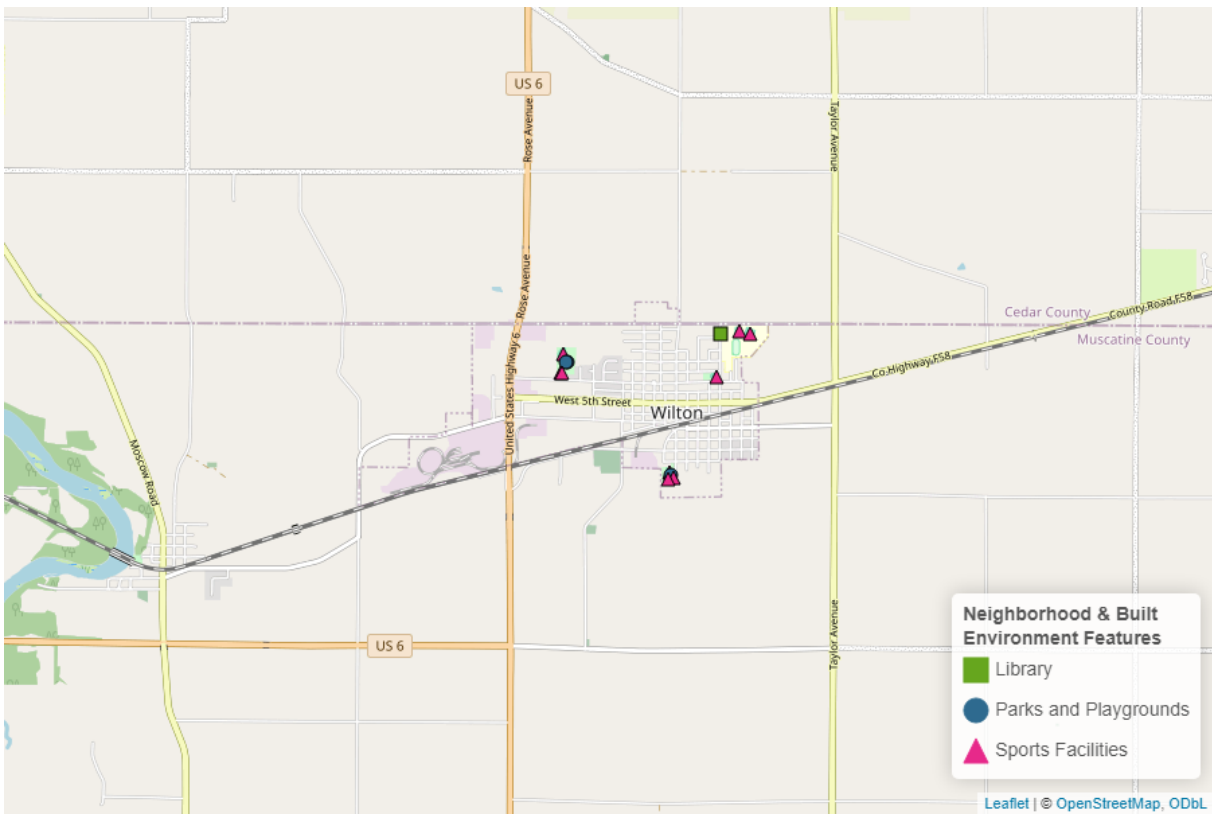 US 6
Rose Avenue
Taylor Avenue
Rose Avenue
United States Highway 6
Cedar County
County Road F58
Muscatine County
Co Highway F58
West 5th Street
Wilton
Moscow Road
Taylor Avenue
US 6
Neighborhood & Built
Environment Features
Library
Parks and Playgrounds
Sports Facilities
Leaflet | © OpenStreetMap, ODbL